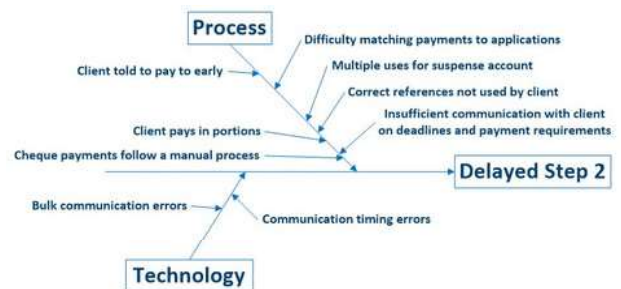 Process
Difficulty matching payments to applications
Client told to pay to early
Multiple uses for suspense account
Correct references not used by client
Insufficient communication with client
on deadlines and payment requirements
Client pays in portions
Cheque payments follow a manual process
Delayed Step 2
Bulk communication errors
Communication timing errors
Technology